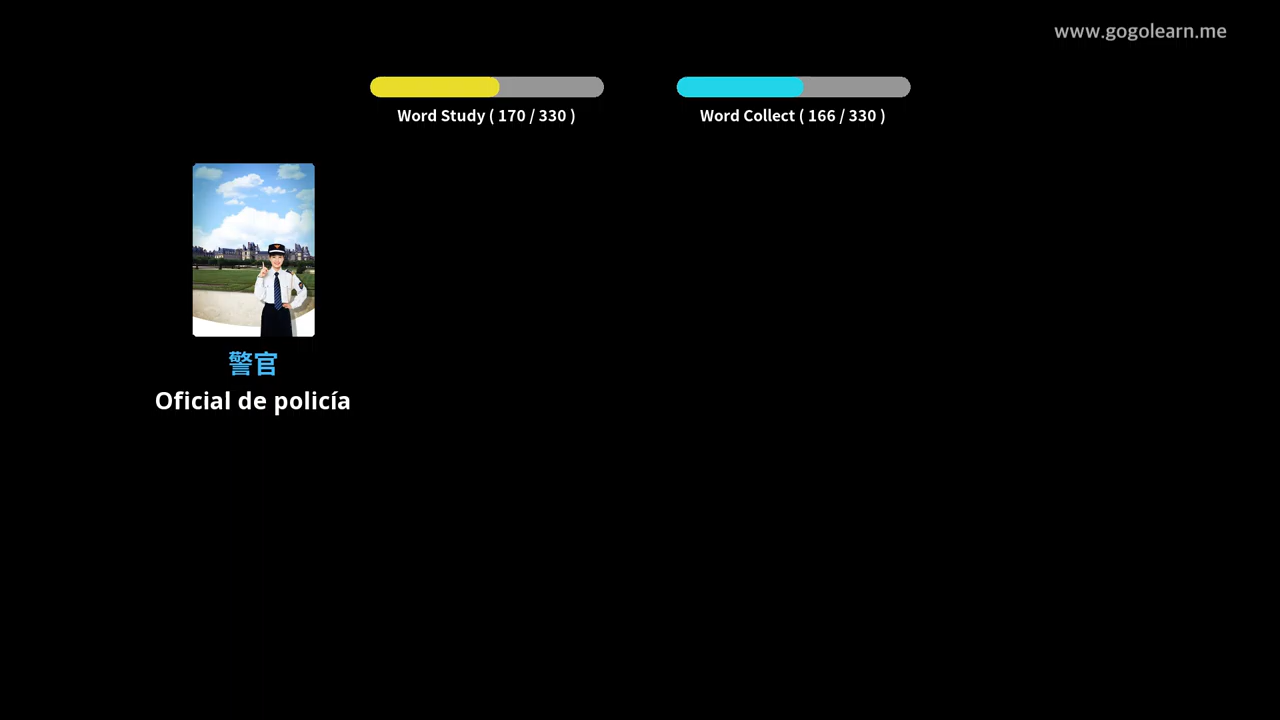 www.gogolearn.me
Word Study ( 170 / 330 )
Word Collect ( 166 / 330 )
警官
Oficial de policía